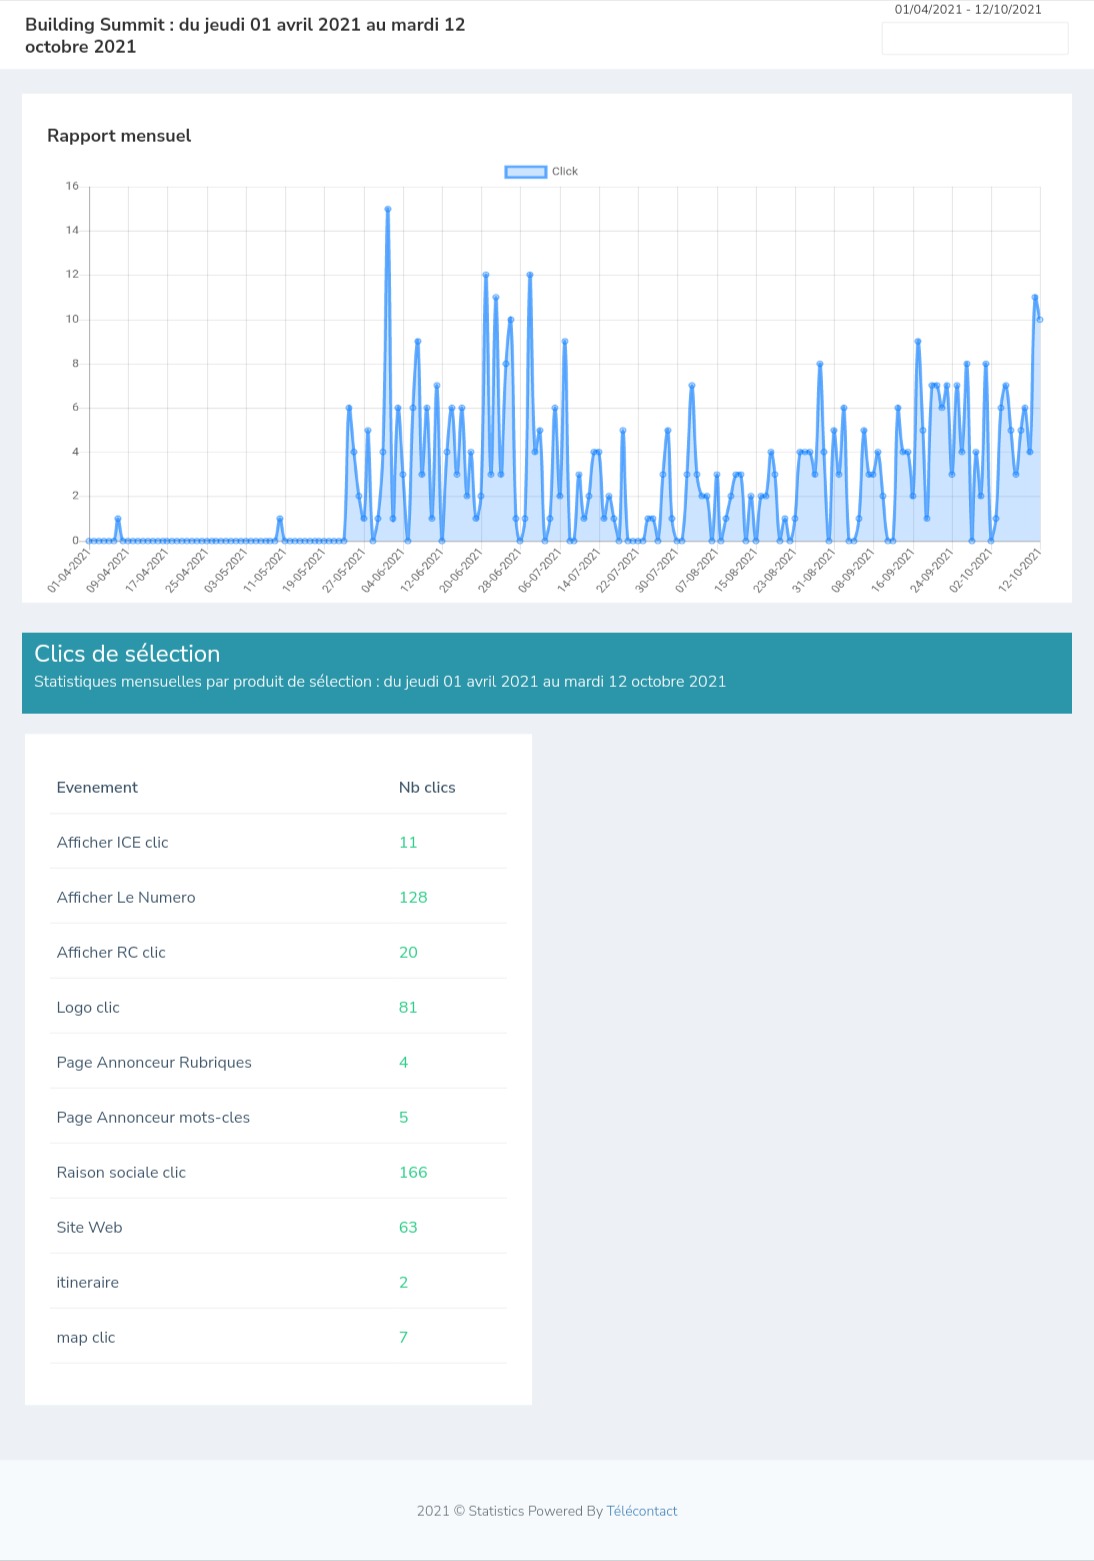 01/04/2021 - 12/10/2021
Building Summit : du jeudi 01 avril 2021 au mardi 12
octobre 2021
Rapport mensuel
Click
16
14
12
10
8
6
4
2
0
01-04-2021
09-04-2021
17-04-2021
25-04-2021
03-05-2021
11-05-2021
19-05-2021
27-05-2021
04-06-2021
12-06-2021
20-06-2021
28-06-2021
06-07-2021
14-07-2021
22-07-2021
30-07-2021
07-08-2021
15-08-2021
23-08-2021
31-08-2021
08-09-2021
16-09-2021
24-09-2021
02-10-2021
12-10-2021
Clics de sélection
Statistiques mensuelles par produit de sélection : du jeudi 01 avril 2021 au mardi 12 octobre 2021
Evenement Nb clics
Afficher ICE clic 11
Afficher Le Numero 128
Afficher RC clic 20
Logo clic 81
Page Annonceur Rubriques 4
Page Annonceur mots-cles 5
Raison sociale clic 166
Site Web 63
itineraire 2
map clic 7
2021 © Statistics Powered By Télécontact